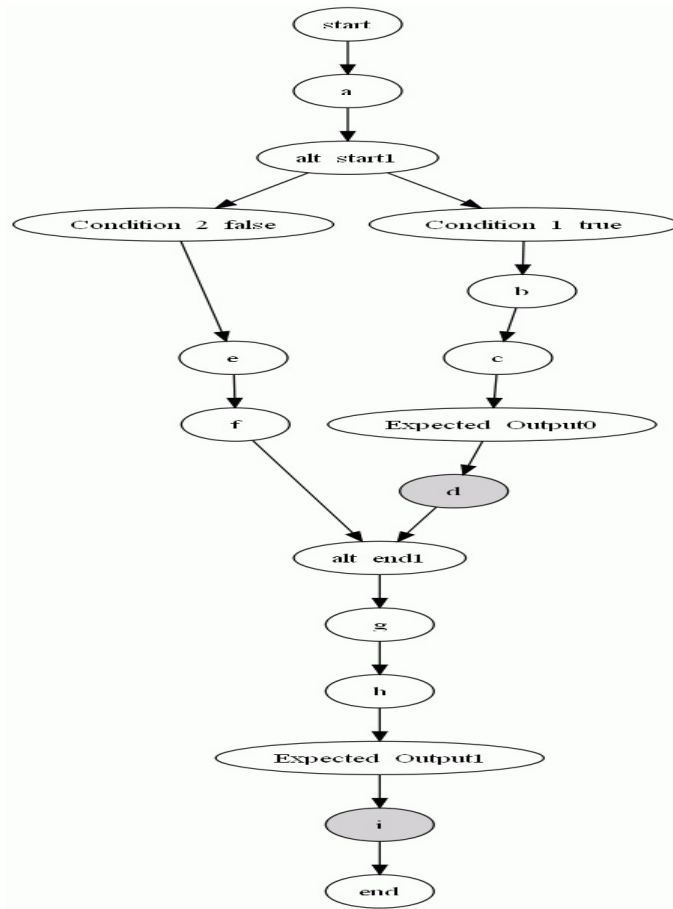 start
a
alt start1
Condition 2 false
Condition 1 true
b
e
c
f
Expected Output0
d
alt end1
g
h
Expected Output1
i
end